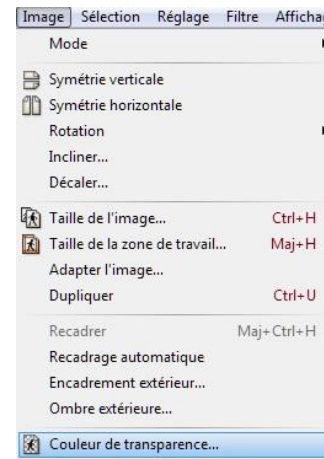 Image Sélection Réglage Filtre
Mode
Symétrie verticale
Symétrie horizontale
Rotation
Incliner...
Décaler...
Taille de l'image... Ctrl+H
Taille de la zone de travail... Maj+H
Adapter l'image...
Dupliquer Ctrl+U
Recadrer Maj+Ctrl+H
Recadrage automatique
Encadrement extérieur...
Ombre extérieure...
Couleur de transparence...